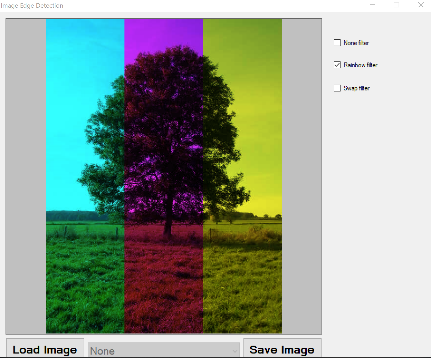 Image Edge Detection
None filter
Rainbow filter
Swap filter
Load Image
None
Save Image